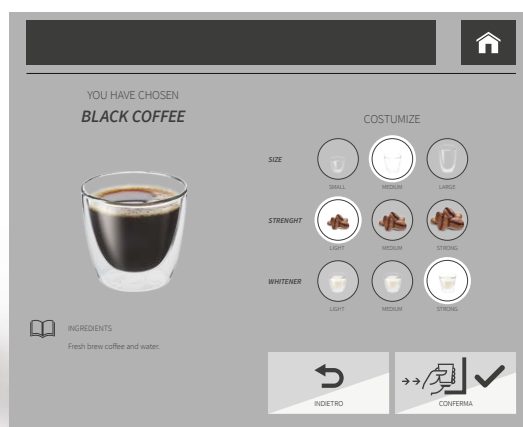 YOU HAVE CHOSEN
BLACK COFFEE
COSTUMIZE
SIZE
SMALL
MEDIUM
LARGE
STRENGHT
LIGHT
MEDIUM
STRONG
WHITENER
LIGHT
MEDIUM
STRONG
INGREDIENTS
Fresh brew coffee and water.
INDIETRO
CONFERMA